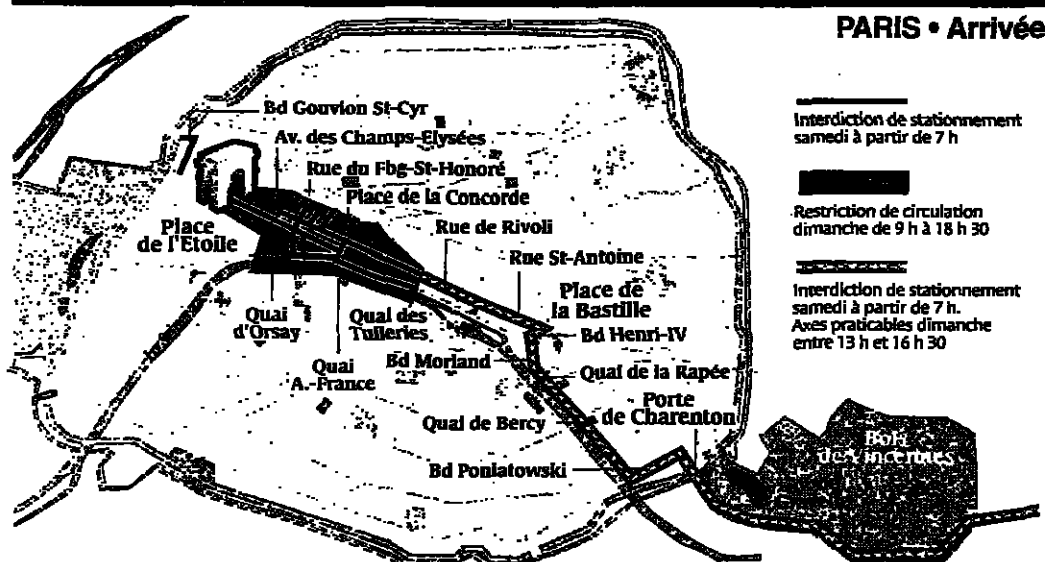 PARIS • Arrivée
Interdiction de stationnement
samedi à partir de 7 h
Restriction de circulation
dimanche de 9 h à 18 h 30
Interdiction de stationnement
samedi à partir de 7 h.
Axes praticables dimanche
entre 13 h et 16 h 30
Bd Gouvion St-Cyr
Av. des Champs-Elysées
Rue du Fbg-St-Honoré
Place de la Concorde
Place
de l'Etoile
Rue de Rivoli
Rue St-Antoine
Place de
la Bastille
Quai
d'Orsay
Quai des
Tuileries
Bd Henri-IV
Quai
A.-France
Bd Morland
Quai de la Rapée
Quai de Bercy
Porte
de Charenton
Bd Poniatowski
Bois
de Vincennes